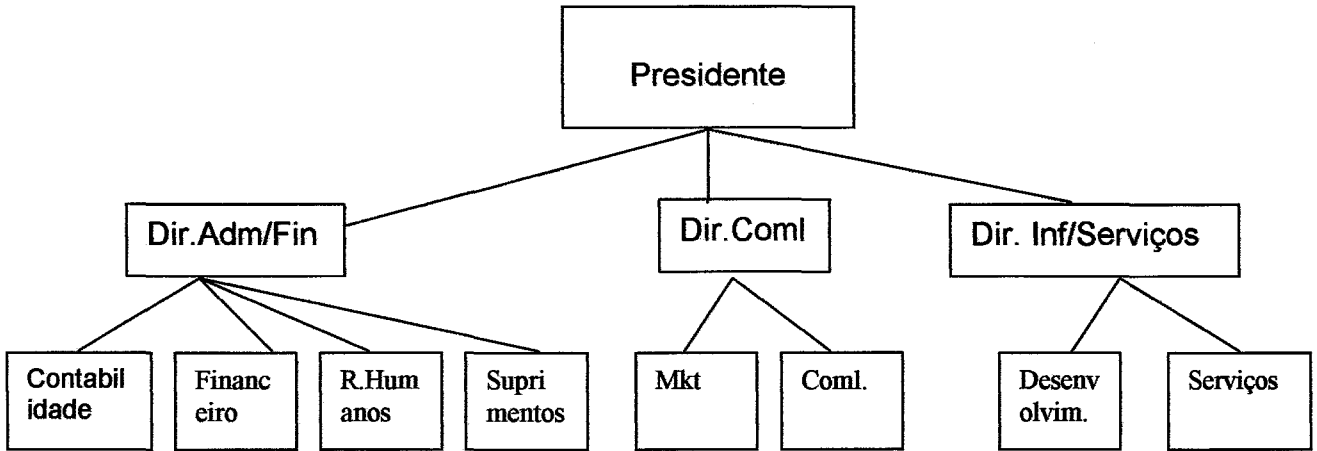 Presidente
Dir.Adm/Fin
Dir.Coml
Dir. Inf/Serviços
Contabil
idade
Financ
eiro
R.Hum
anos
Supri
mentos
Mkt
Coml.
Desenv
olvim.
Serviços